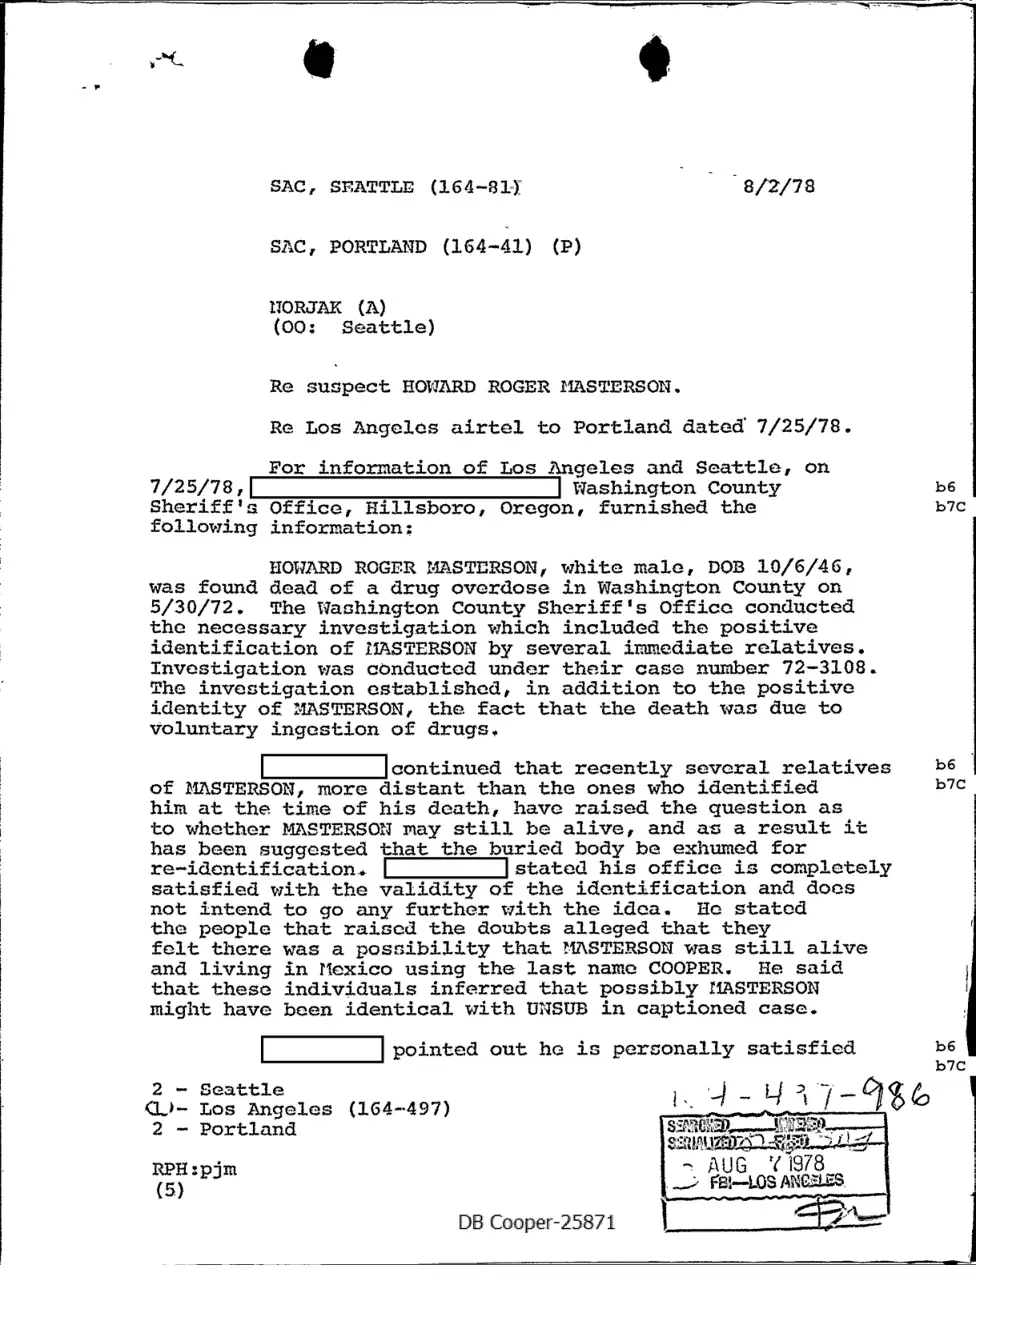 SAC, SEATTLE (164-81) 8/2/78
SAC, PORTLAND (164-41) (P)
NORJAK (A)
(OO: Seattle)
Re suspect HOWARD ROGER MASTERSON.
Re Los Angeles airtel to Portland dated 7/25/78.
For information of Los Angeles and Seattle, on
7/25/78, Washington County b6
Sheriff's Office, Hillsboro, Oregon, furnished the b7C
following information:
HOWARD ROGER MASTERSON, white male, DOB 10/6/46,
was found dead of a drug overdose in Washington County on
5/30/72. The Washington County Sheriff's Office conducted
the necessary investigation which included the positive
identification of MASTERSON by several immediate relatives.
Investigation was conducted under their case number 72-3108.
The investigation established, in addition to the positive
identity of MASTERSON, the fact that the death was due to
voluntary ingestion of drugs.
continued that recently several relatives b6
of MASTERSON, more distant than the ones who identified b7C
him at the time of his death, have raised the question as
to whether MASTERSON may still be alive, and as a result it
has been suggested that the buried body be exhumed for
re-identification. stated his office is completely
satisfied with the validity of the identification and does
not intend to go any further with the idea. He stated
the people that raised the doubts alleged that they
felt there was a possibility that MASTERSON was still alive
and living in Mexico using the last name COOPER. He said
that these individuals inferred that possibly MASTERSON
might have been identical with UNSUB in captioned case.
pointed out he is personally satisfied b6
b7C
2 - Seattle
- Los Angeles (164-497)
2 - Portland
RPH:pjm
(5)
SEARCHED INDEXED
SERIALIZED FILED
AUG 7 1978
FBI—LOS ANGELES
DB Cooper-25871